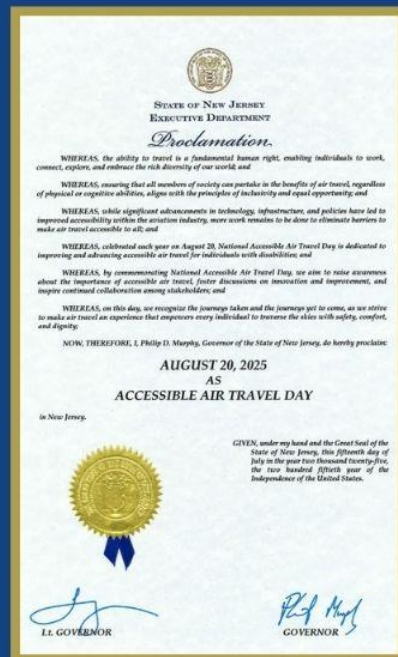 STATE OF NEW JERSEY
EXECUTIVE DEPARTMENT
Proclamation
WHEREAS, the ability to travel is a fundamental human right, enabling individuals to work,
connect, explore, and embrace the rich diversity of our world; and
WHEREAS, ensuring that all members of society can partake in the benefits of air travel, regardless
of physical or cognitive abilities, aligns with the principles of inclusivity and equal opportunity; and
WHEREAS, while significant advancements in technology, infrastructure, and policies have led to
improved accessibility within the aviation industry, more work remains to be done to eliminate barriers to
make air travel accessible to all; and
WHEREAS, celebrated each year on August 20, National Accessible Air Travel Day is dedicated to
improving and advancing accessible air travel for individuals with disabilities; and
WHEREAS, by commemorating National Accessible Air Travel Day, we aim to raise awareness
about the importance of accessible air travel, foster discussions on innovation and improvement, and
inspire continued collaboration among stakeholders; and
WHEREAS, on this day, we recognize the journeys taken and the journeys yet to come, as we strive
to make air travel an experience that empowers every individual to traverse the skies with safety, comfort,
and dignity;
NOW, THEREFORE, I, Philip D. Murphy, Governor of the State of New Jersey, do hereby proclaim:
AUGUST 20, 2025
AS
ACCESSIBLE AIR TRAVEL DAY
in New Jersey.
GIVEN, under my hand and the Great Seal of the
State of New Jersey, this fifteenth day of
July in the year two thousand twenty-five,
the two hundred fiftieth year of the
Independence of the United States.
Phil Murphy
Lt. GOVERNOR
GOVERNOR